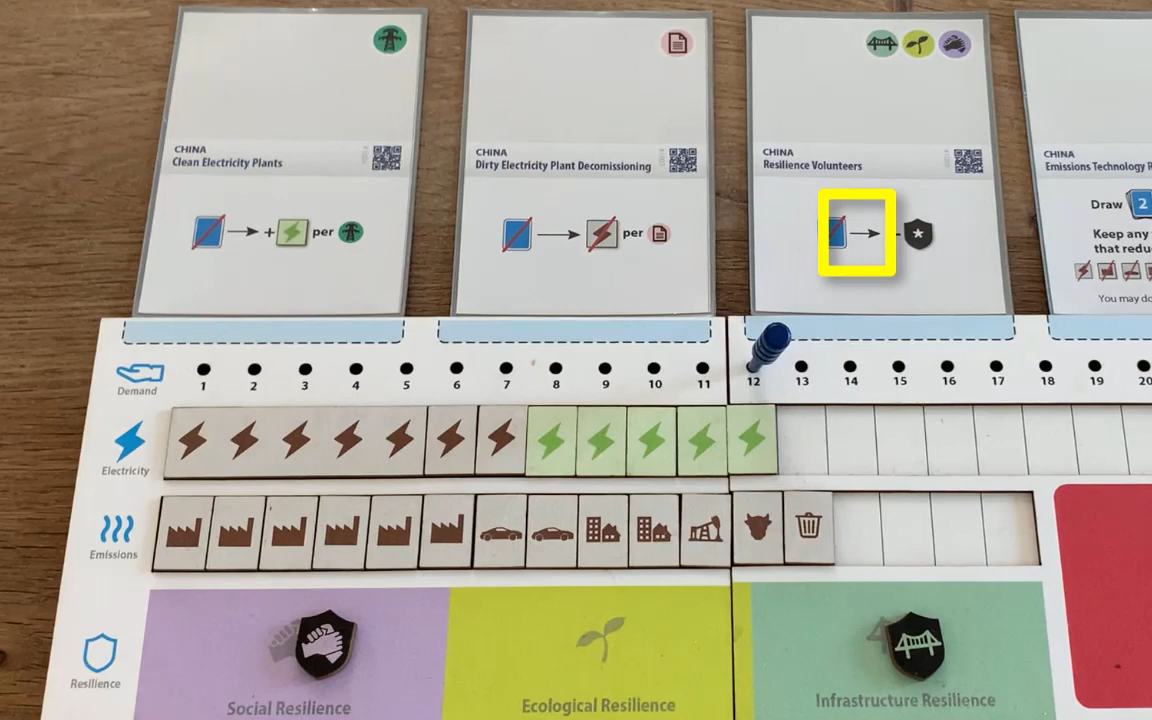 CHINA
Clean Electricity Plants
+ per
CHINA
Dirty Electricity Plant Decomissioning
per
CHINA
Resilience Volunteers
CHINA
Emissions Technology
Draw 2
Keep any
that
You may
Demand
1 2 3 4 5 6 7 8 9 10 11 12 13 14 15 16 17 18 19 20
Electricity
Emissions
Resilience
Social Resilience
Ecological Resilience
Infrastructure Resilience